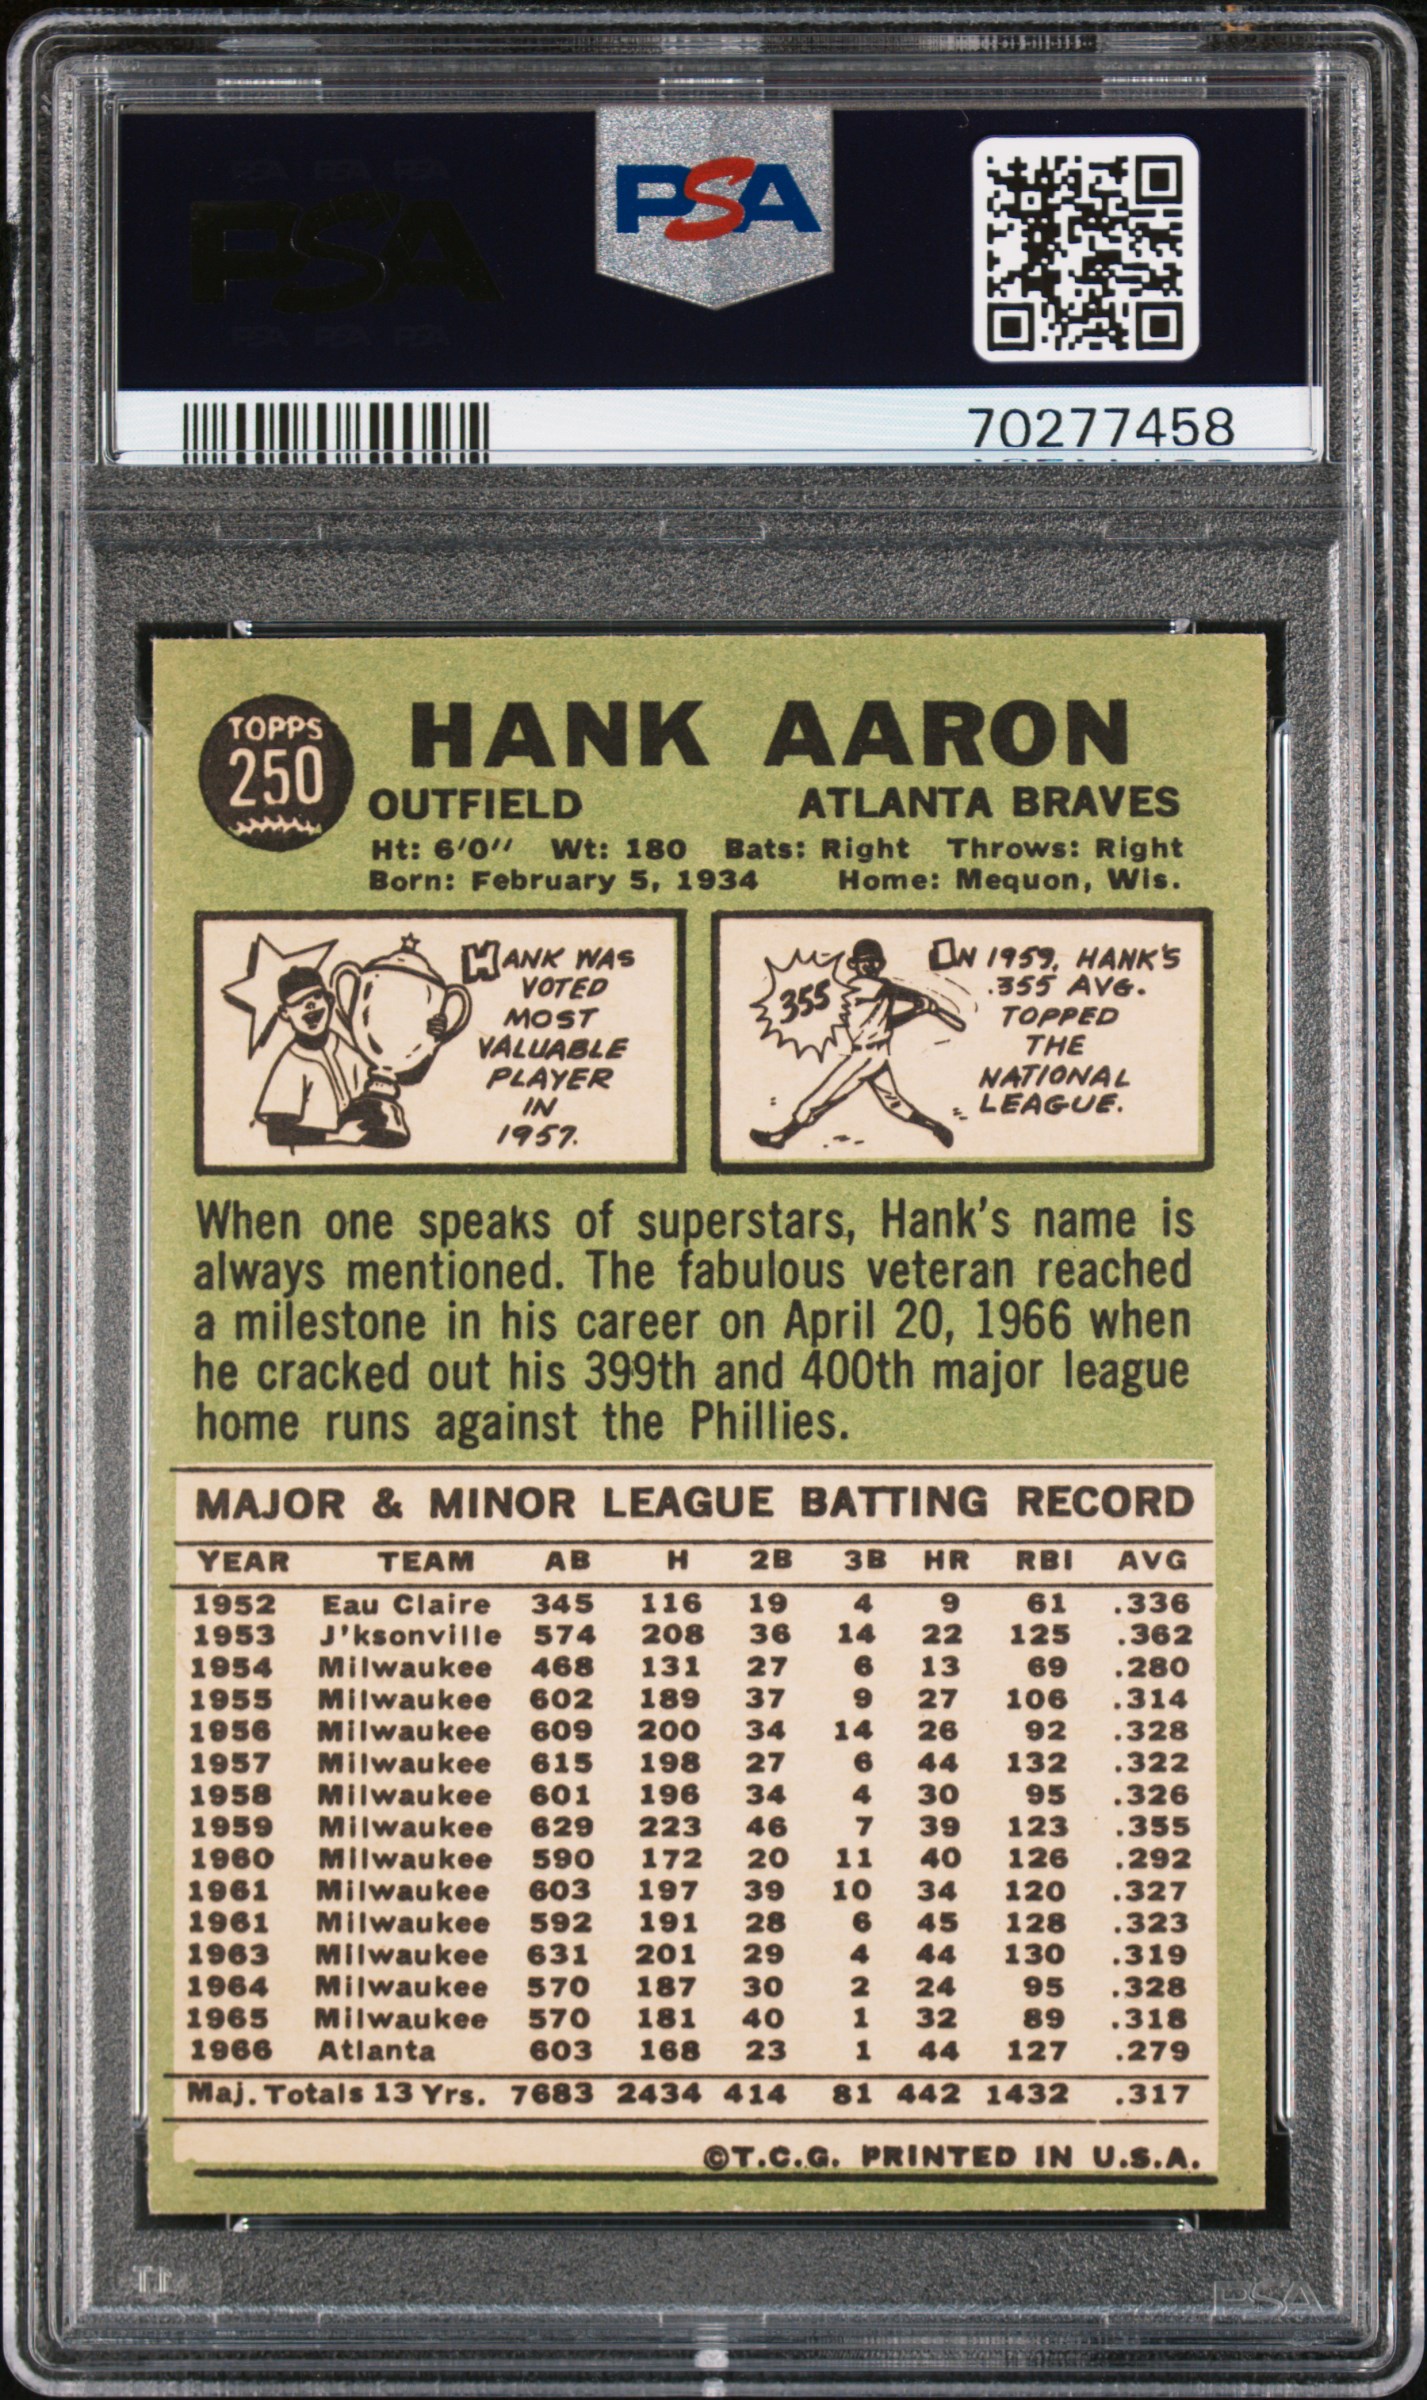 PSA PSA PSA
PSA
PSA PSA PSA
PSA
70277458
TOPPS
250
HANK AARON
OUTFIELD ATLANTA BRAVES
Ht: 6'0'' Wt: 180 Bats: Right Throws: Right
Born: February 5, 1934 Home: Mequon, Wis.
HANK WAS
VOTED
MOST
VALUABLE
PLAYER
IN
1957.
355
IN 1959, HANK'S
.355 AVG.
TOPPED
THE
NATIONAL
LEAGUE.
When one speaks of superstars, Hank's name is
always mentioned. The fabulous veteran reached
a milestone in his career on April 20, 1966 when
he cracked out his 399th and 400th major league
home runs against the Phillies.
MAJOR & MINOR LEAGUE BATTING RECORD
YEAR TEAM AB H 2B 3B HR RBI AVG
1952 Eau Claire 345 116 19 4 9 61 .336
1953 J'ksonville 574 208 36 14 22 125 .362
1954 Milwaukee 468 131 27 6 13 69 .280
1955 Milwaukee 602 189 37 9 27 106 .314
1956 Milwaukee 609 200 34 14 26 92 .328
1957 Milwaukee 615 198 27 6 44 132 .322
1958 Milwaukee 601 196 34 4 30 95 .326
1959 Milwaukee 629 223 46 7 39 123 .355
1960 Milwaukee 590 172 20 11 40 126 .292
1961 Milwaukee 603 197 39 10 34 120 .327
1961 Milwaukee 592 191 28 6 45 128 .323
1963 Milwaukee 631 201 29 4 44 130 .319
1964 Milwaukee 570 187 30 2 24 95 .328
1965 Milwaukee 570 181 40 1 32 89 .318
1966 Atlanta 603 168 23 1 44 127 .279
Maj. Totals 13 Yrs. 7683 2434 414 81 442 1432 .317
©T.C.G. PRINTED IN U.S.A.
PSA